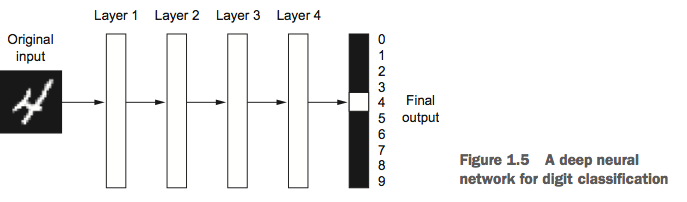 Layer 1 Layer 2 Layer 3 Layer 4
Original
input
0
1
2
3
4
5
6
7
8
9
Final
output
Figure 1.5 A deep neural
network for digit classification